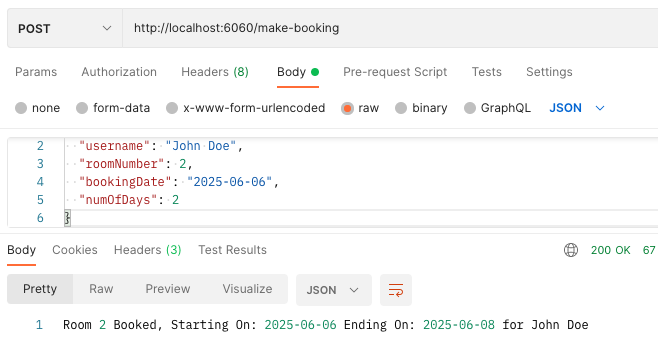 POST http://localhost:6060/make-booking
Params Authorization Headers (8) Body Pre-request Script Tests Settings
none form-data x-www-form-urlencoded raw binary GraphQL JSON
2 "username": "John Doe",
3 "roomNumber": 2,
4 "bookingDate": "2025-06-06",
5 "numOfDays": 2
6 }
Body Cookies Headers (3) Test Results 200 OK 67
Pretty Raw Preview Visualize JSON
1 Room 2 Booked, Starting On: 2025-06-06 Ending On: 2025-06-08 for John Doe